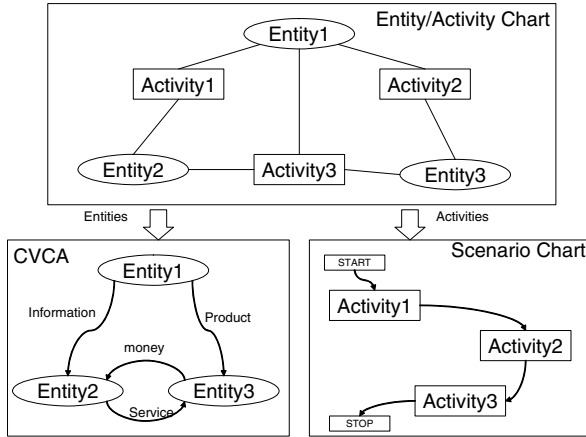 Entity/Activity Chart
Entity1
Activity1
Activity2
Entity2
Activity3
Entity3
Entities
Activities
CVCA
Entity1
Information
Product
money
Entity2
Entity3
Service
Scenario Chart
START
Activity1
Activity2
Activity3
STOP